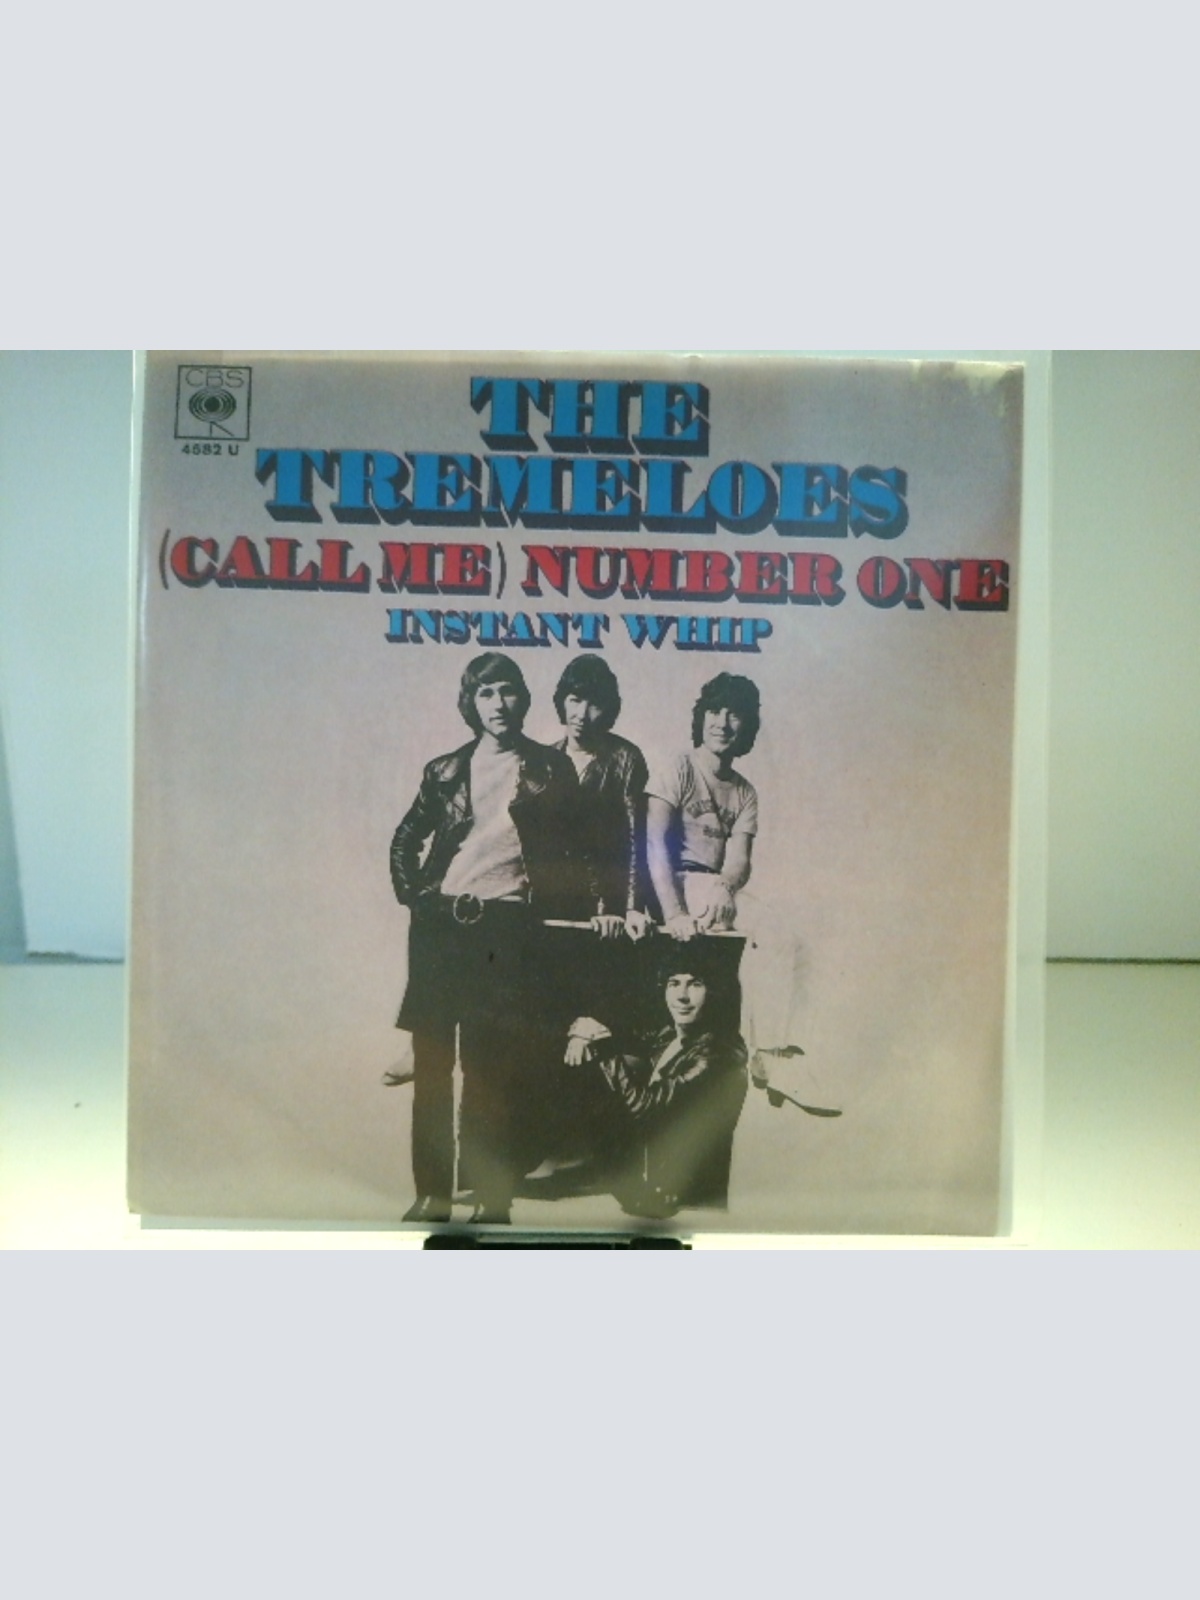 CBS
4582 U
THE
TREMELOES
(CALL ME) NUMBER ONE
INSTANT WHIP